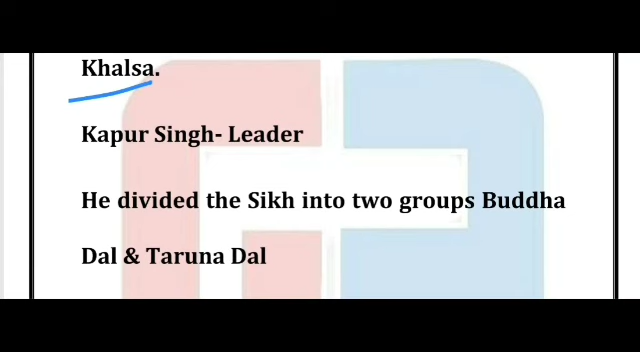 Khalsa.
Kapur Singh- Leader
He divided the Sikh into two groups Buddha
Dal & Taruna Dal